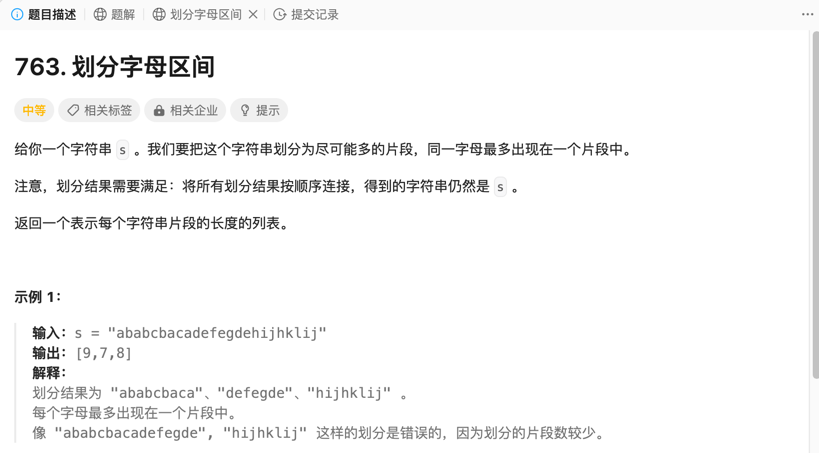 题目描述 题解 划分字母区间 提交记录
763. 划分字母区间
中等 相关标签 相关企业 提示
给你一个字符串 s 。我们要把这个字符串划分为尽可能多的片段，同一字母最多出现在一个片段中。
注意，划分结果需要满足：将所有划分结果按顺序连接，得到的字符串仍然是 s 。
返回一个表示每个字符串片段的长度的列表。
示例 1：
输入：s = "ababcbacadefegdehijhklij"
输出：[9,7,8]
解释：
划分结果为 "ababcbaca"、"defegde"、"hijhklij" 。
每个字母最多出现在一个片段中。
像 "ababcbacadefegde", "hijhklij" 这样的划分是错误的，因为划分的片段数较少。